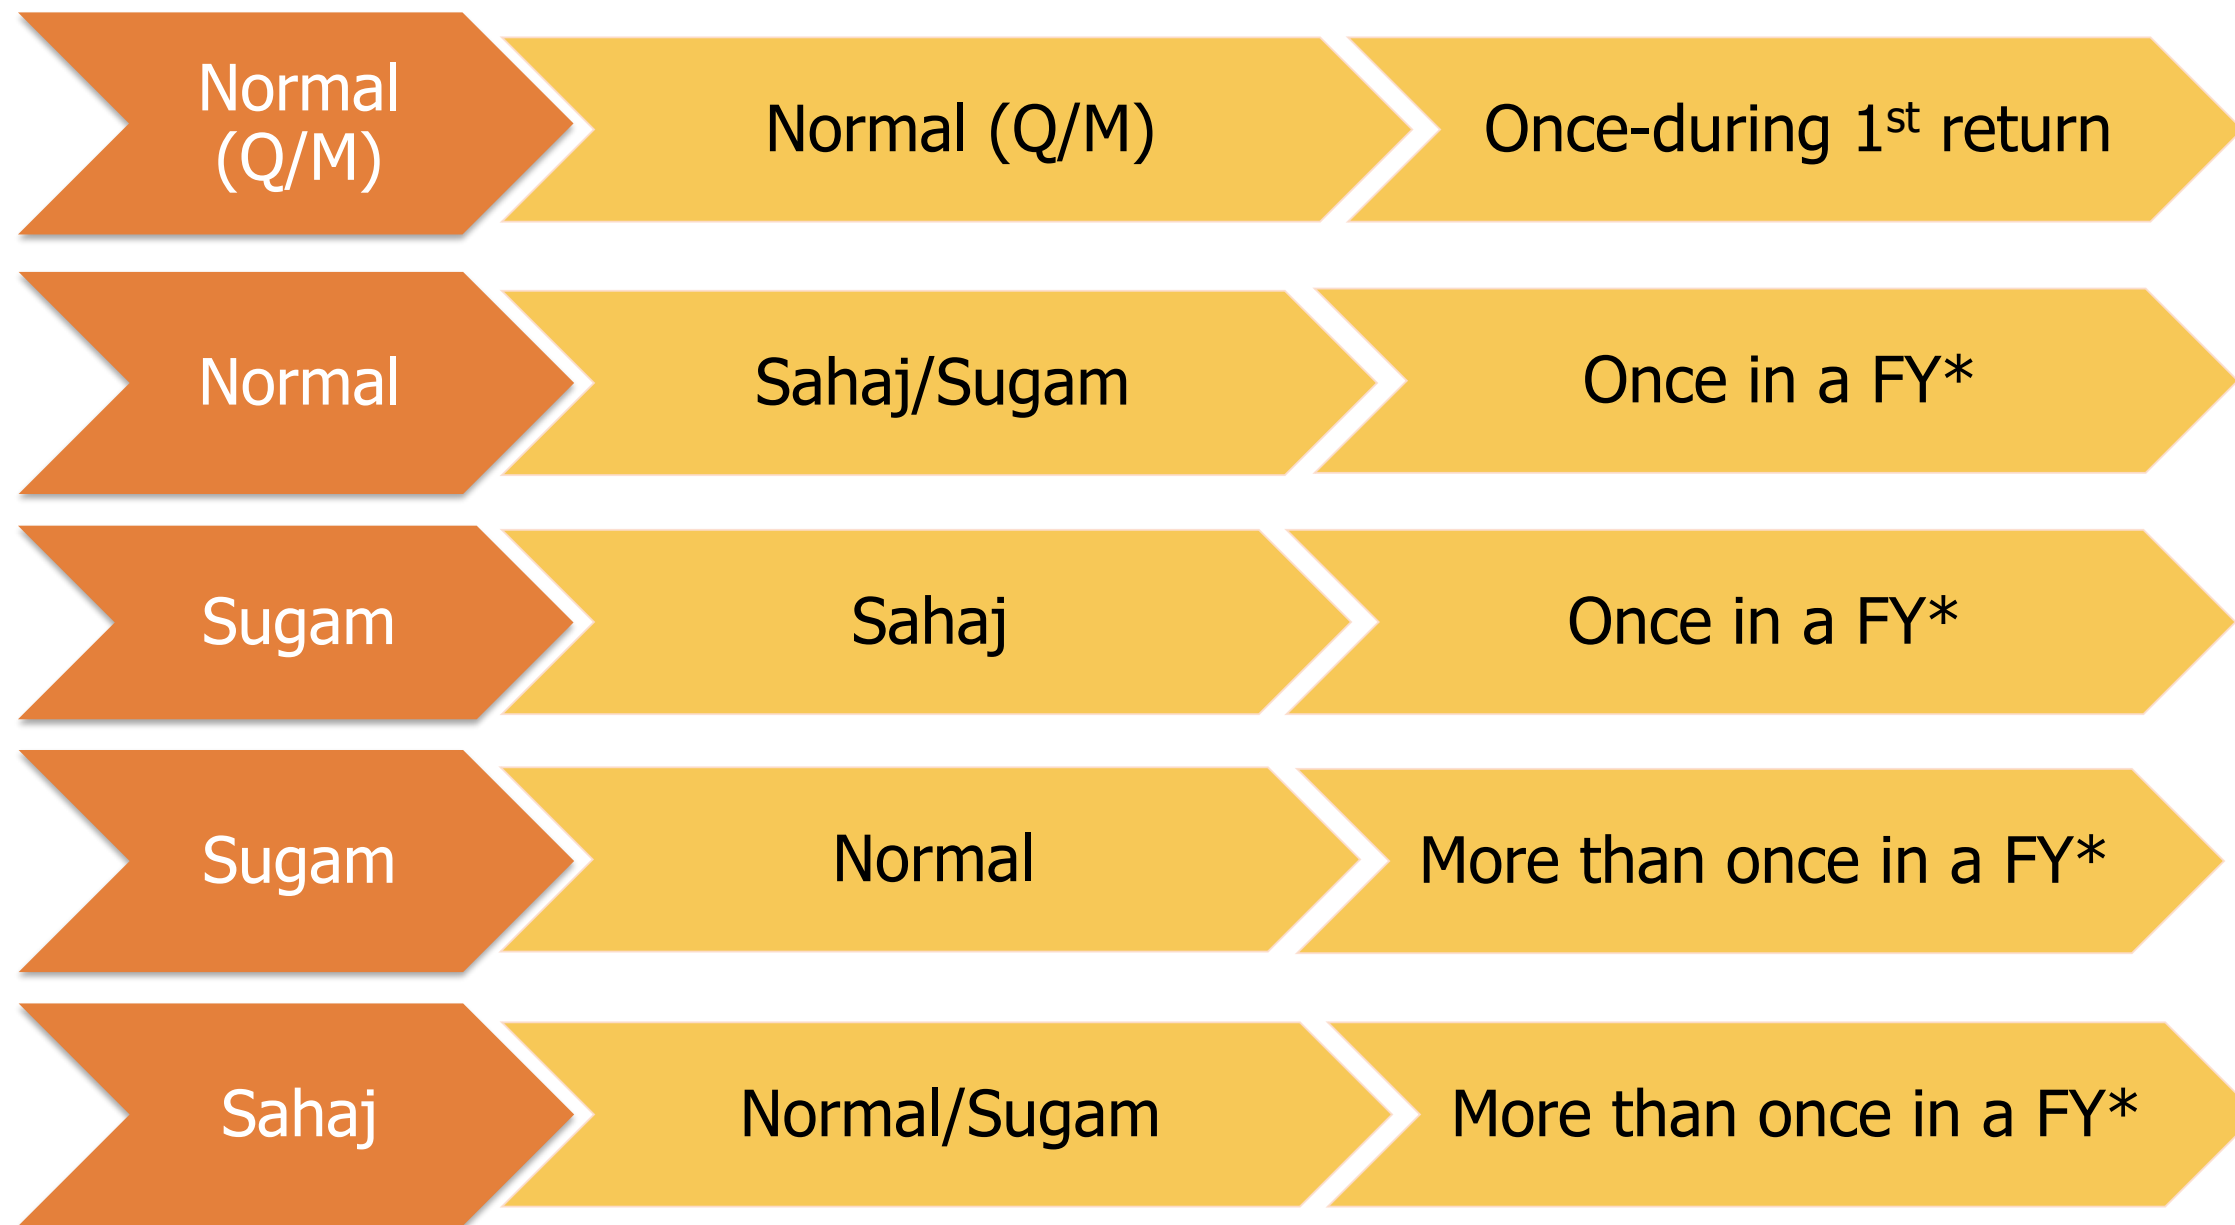 Normal
(Q/M)
Normal (Q/M)
Once-during 1st return
Normal
Sahaj/Sugam
Once in a FY*
Sugam
Sahaj
Once in a FY*
Sugam
Normal
More than once in a FY*
Sahaj
Normal/Sugam
More than once in a FY*